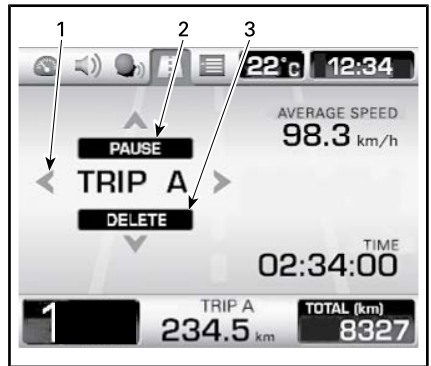 1 2 3
22°c 12:34
AVERAGE SPEED
98.3 km/h
PAUSE
TRIP A
DELETE
TIME
02:34:00
1
TRIP A
234.5 km
TOTAL (km)
8327